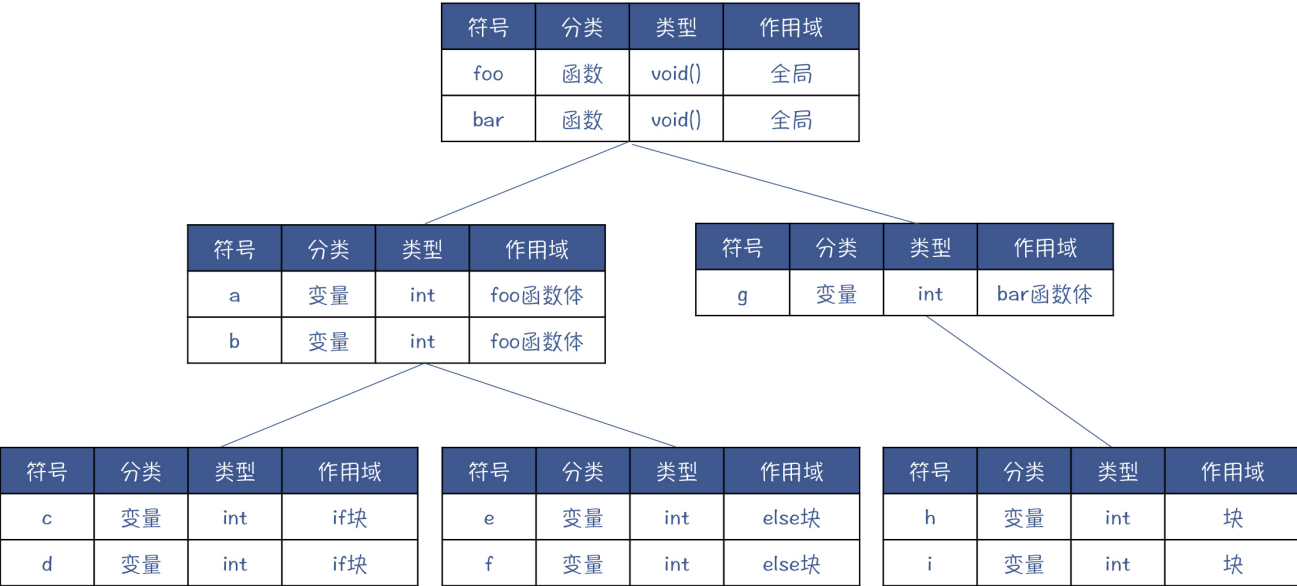 符号 分类 类型 作用域
foo 函数 void() 全局
bar 函数 void() 全局
符号 分类 类型 作用域
a 变量 int foo函数体
b 变量 int foo函数体
符号 分类 类型 作用域
g 变量 int bar函数体
符号 分类 类型 作用域
c 变量 int if块
d 变量 int if块
符号 分类 类型 作用域
e 变量 int else块
f 变量 int else块
符号 分类 类型 作用域
h 变量 int 块
i 变量 int 块